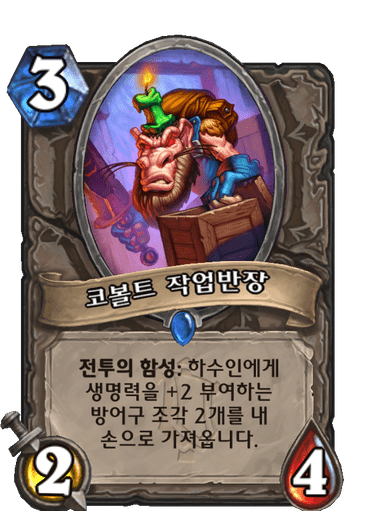 3
코볼트 작업반장
전투의 함성: 하수인에게
생명력을 +2 부여하는
방어구 조각 2개를 내
손으로 가져옵니다.
2
4